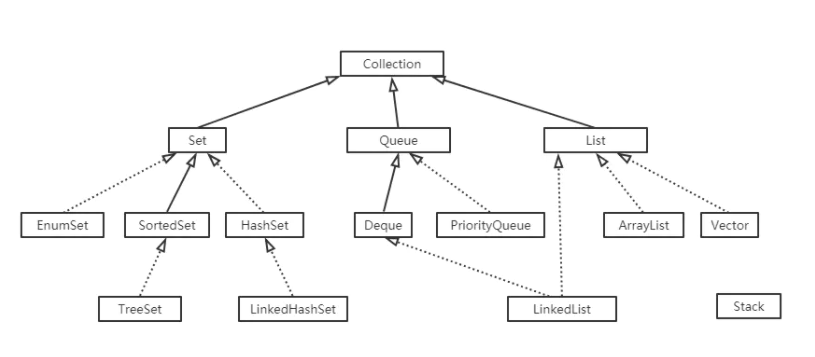 Collection
Set
Queue
List
EnumSet
SortedSet
HashSet
Deque
PriorityQueue
ArrayList
Vector
TreeSet
LinkedHashSet
LinkedList
Stack